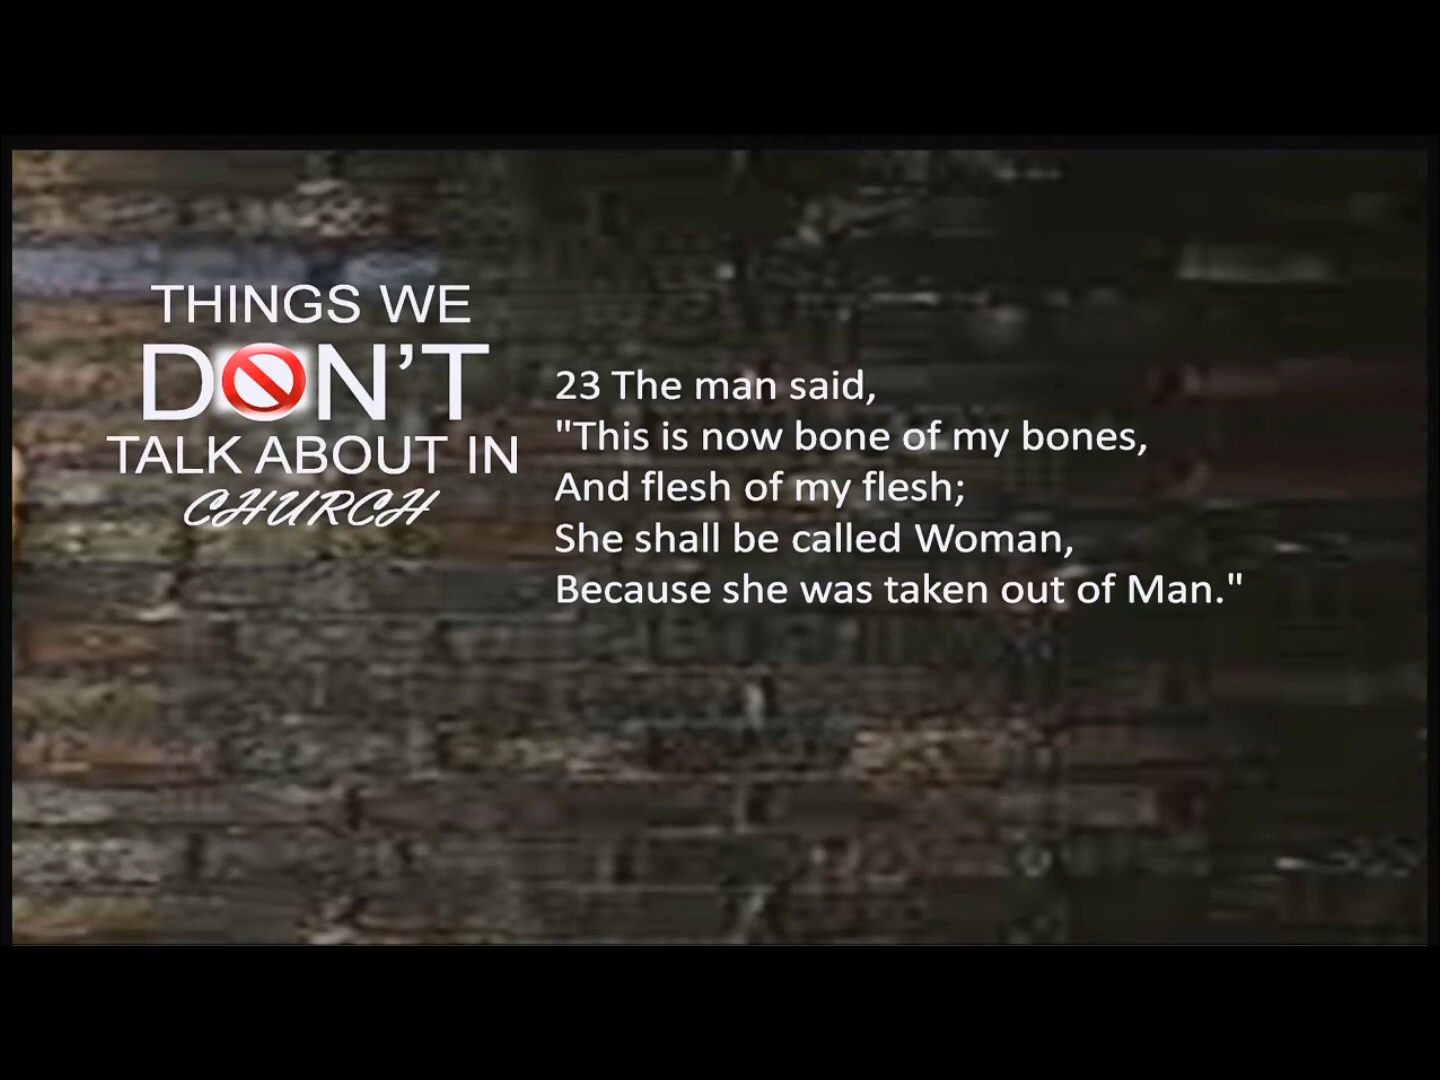 THINGS WE
DON'T
TALK ABOUT IN
CHURCH
23 The man said,
"This is now bone of my bones,
And flesh of my flesh;
She shall be called Woman,
Because she was taken out of Man."